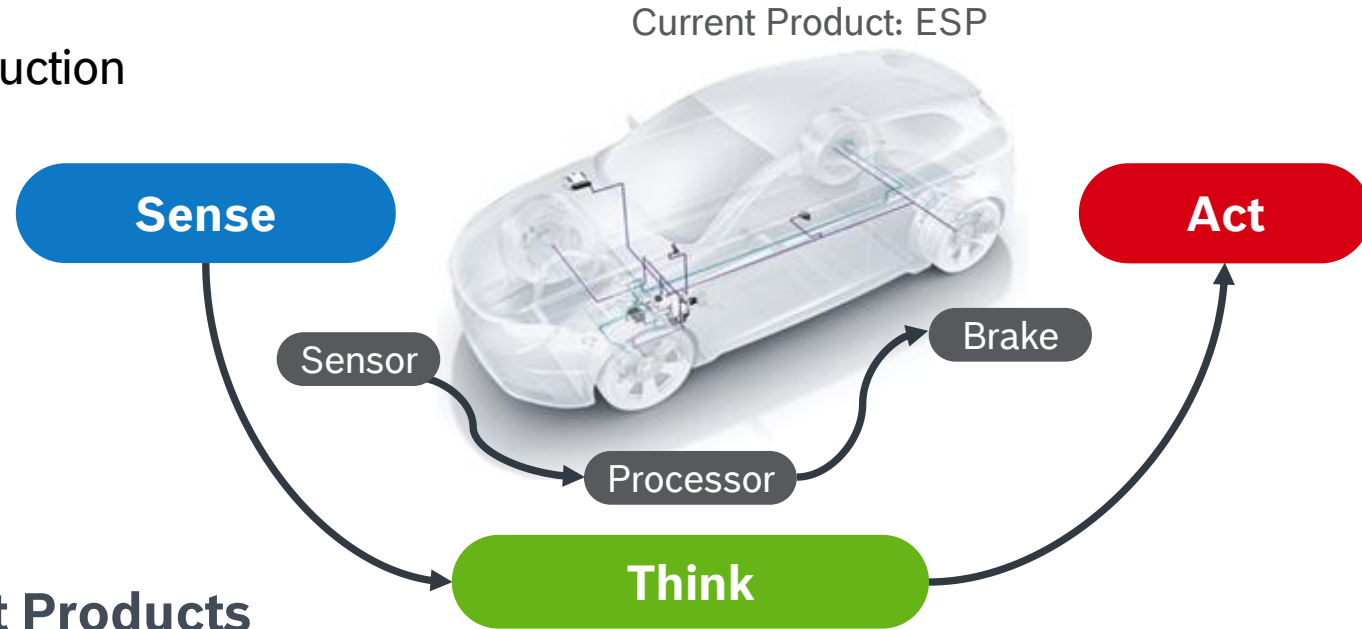 Current Product: ESP
uction
Sense
Act
Sensor
Brake
Processor
Think
t Products